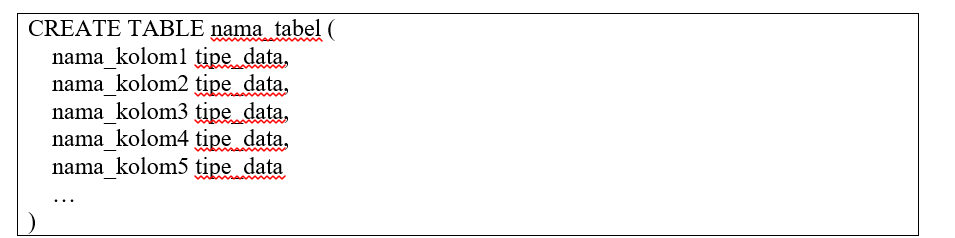 CREATE TABLE nama_tabel (
nama_kolom1 tipe_data,
nama_kolom2 tipe_data,
nama_kolom3 tipe_data,
nama_kolom4 tipe_data,
nama_kolom5 tipe_data
…
)